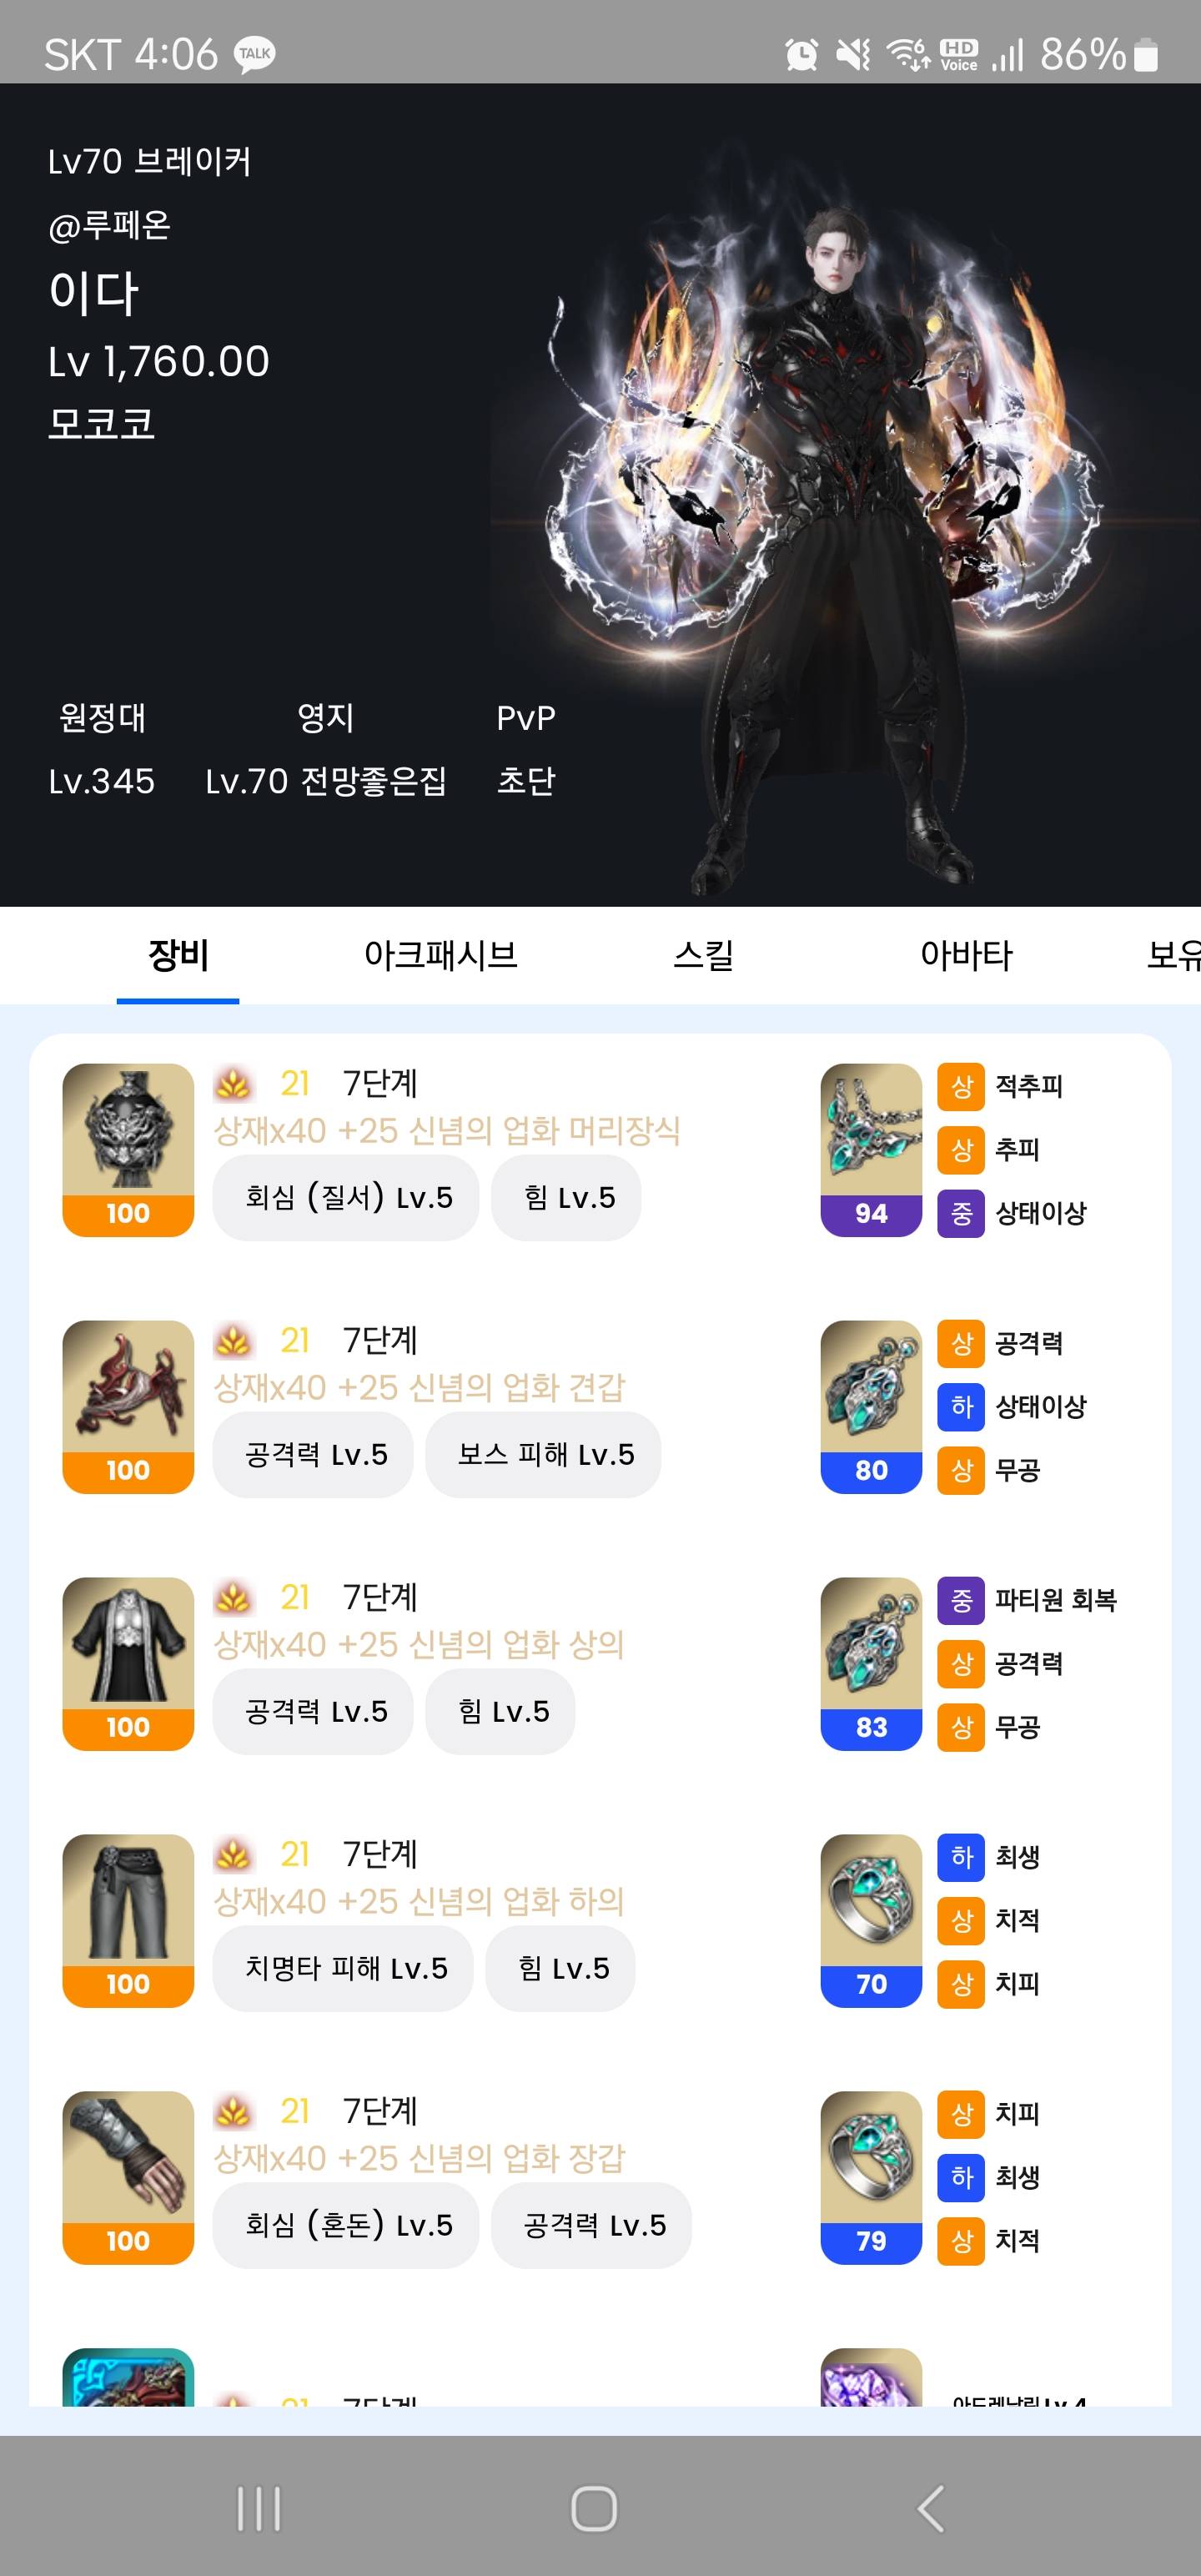 SKT 4:06 TALK 6 HD Voice 86%
Lv70 브레이커
@루페온
이다
Lv 1,760.00
모코코
원정대 영지 PvP
Lv.345 Lv.70 전망좋은집 초단
장비 아크패시브 스킬 아바타 보유
21 7단계
상재x40 +25 신념의 업화 머리장식
회심 (질서) Lv.5 힘 Lv.5
100
상 적추피
상 추피
중 상태이상
94
21 7단계
상재x40 +25 신념의 업화 견갑
공격력 Lv.5 보스 피해 Lv.5
100
상 공격력
하 상태이상
상 무공
80
21 7단계
상재x40 +25 신념의 업화 상의
공격력 Lv.5 힘 Lv.5
100
중 파티원 회복
상 공격력
상 무공
83
21 7단계
상재x40 +25 신념의 업화 하의
치명타 피해 Lv.5 힘 Lv.5
100
하 최생
상 치적
상 치피
70
21 7단계
상재x40 +25 신념의 업화 장갑
회심 (혼돈) Lv.5 공격력 Lv.5
100
상 치피
하 최생
상 치적
79
21 7단계
아드레날린 Lv.4